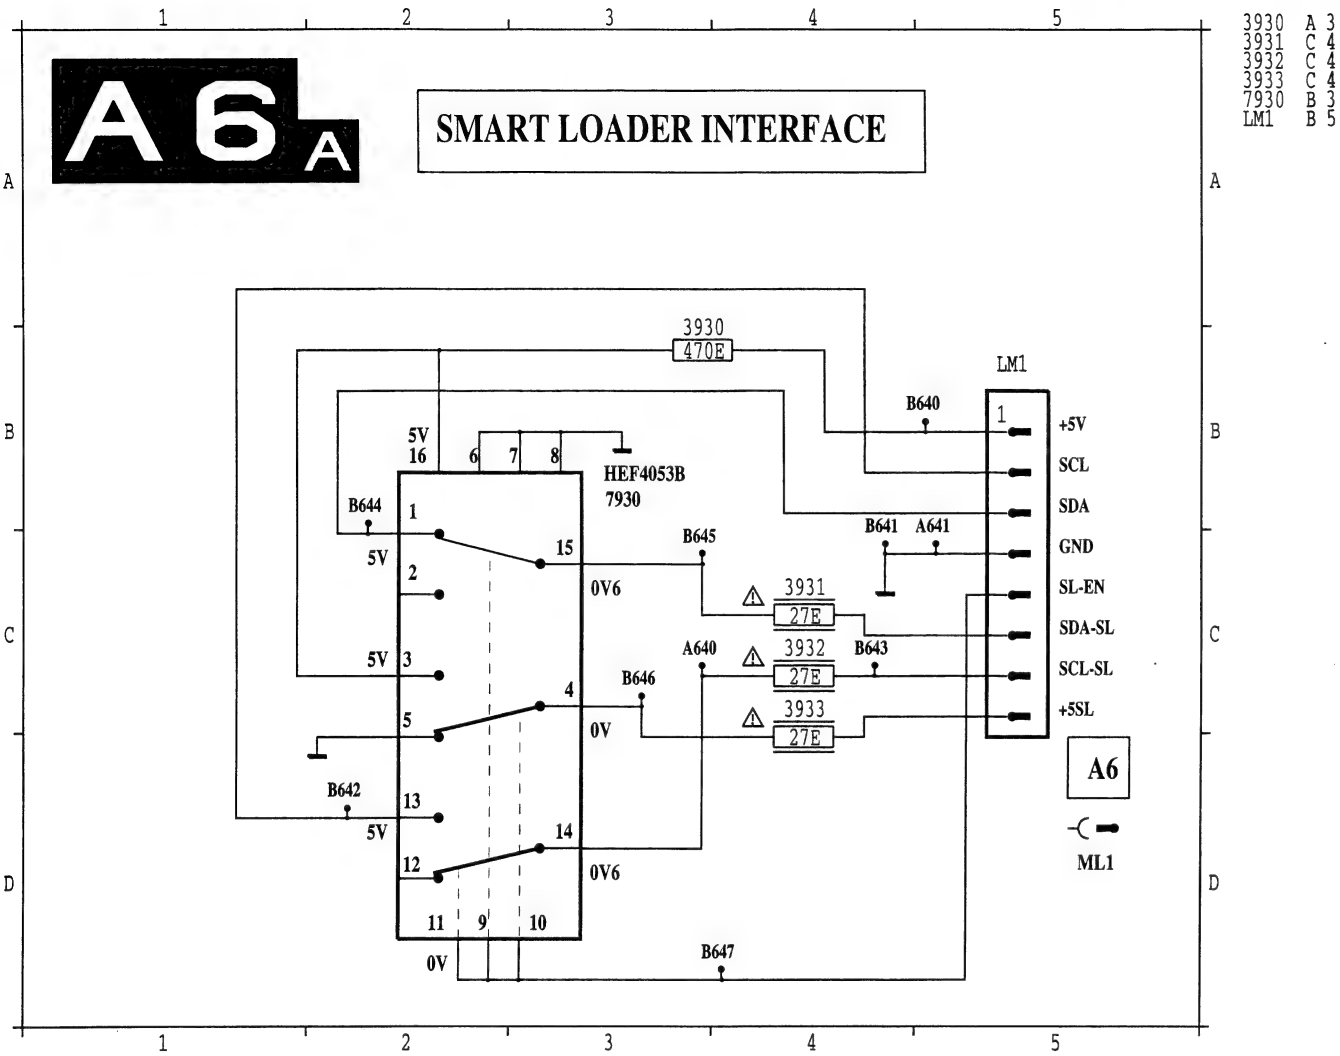 1 2 3 4 5
3930 A 3
3931 C 4
3932 C 4
3933 C 4
7930 B 3
LM1 B 5
A6 A
SMART LOADER INTERFACE
A A
3930
470E
LM1
B640
1 +5V
B B
5V
16 6 7 8
SCL
HEF4053B
7930
B644 1
SDA
B641 A641
B645
15
GND
5V
2
0V6
3931
27E
SL-EN
C C
SDA-SL
A640
3932
27E
B643
SCL-SL
5V 3
B646
4
3933
27E
+5SL
5
0V
A6
B642
13
5V
14
ML1
12
0V6
D D
11 9 10
0V
B647
1 2 3 4 5